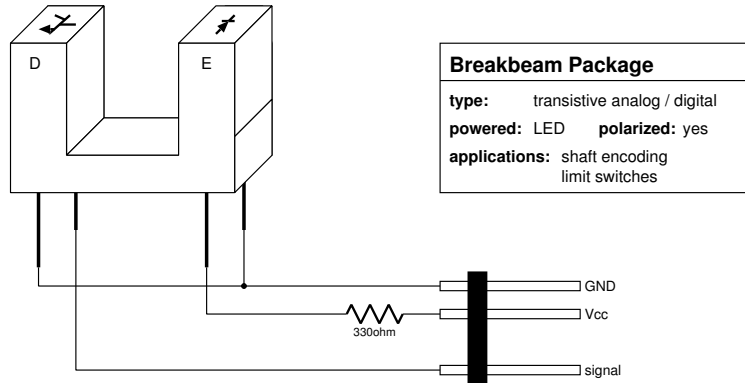 D
E
Breakbeam Package
type: transistive analog / digital
powered: LED polarized: yes
applications: shaft encoding
limit switches
GND
Vcc
330ohm
signal